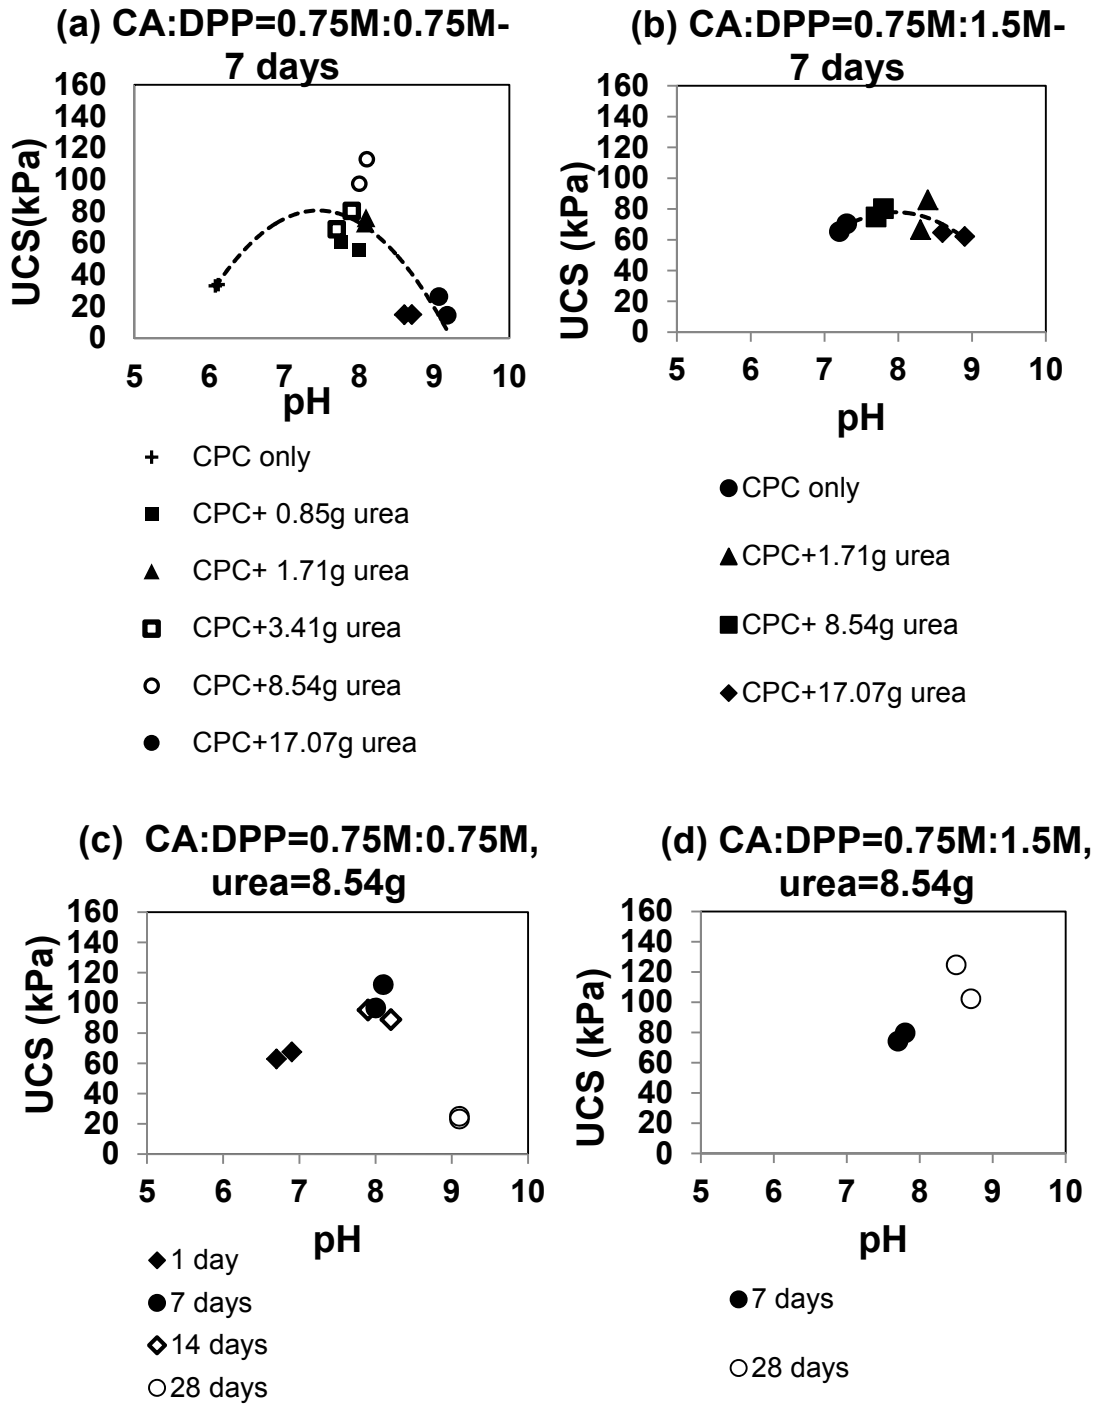 (a) CA:DPP=0.75M:0.75M-
7 days
160
140
120
100
80
60
40
20
0
UCS(kPa)
5 6 7 8 9 10
pH
CPC only
CPC+ 0.85g urea
CPC+ 1.71g urea
CPC+3.41g urea
CPC+8.54g urea
CPC+17.07g urea
(b) CA:DPP=0.75M:1.5M-
7 days
160
140
120
100
80
60
40
20
0
UCS (kPa)
5 6 7 8 9 10
pH
CPC only
CPC+1.71g urea
CPC+ 8.54g urea
CPC+17.07g urea
(c) CA:DPP=0.75M:0.75M,
urea=8.54g
160
140
120
100
80
60
40
20
0
UCS (kPa)
5 6 7 8 9 10
pH
1 day
7 days
14 days
28 days
(d) CA:DPP=0.75M:1.5M,
urea=8.54g
160
140
120
100
80
60
40
20
0
UCS (kPa)
5 6 7 8 9 10
pH
7 days
28 days